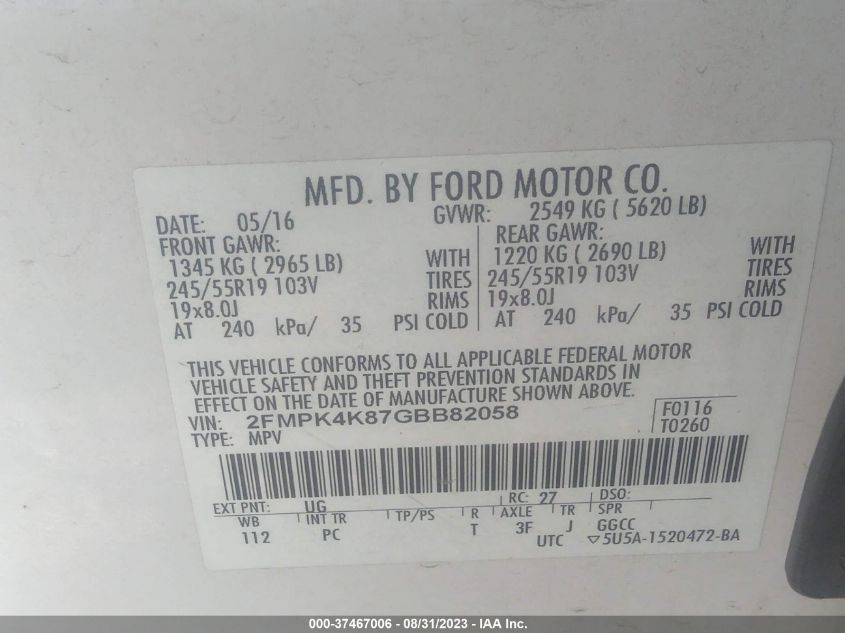 MFD. BY FORD MOTOR CO.
DATE: 05/16 GVWR: 2549 KG ( 5620 LB)
FRONT GAWR: REAR GAWR:
1345 KG ( 2965 LB) WITH 1220 KG ( 2690 LB) WITH
245/55R19 103V TIRES 245/55R19 103V TIRES
19x8.0J RIMS 19x8.0J RIMS
AT 240 kPa/ 35 PSI COLD AT 240 kPa/ 35 PSI COLD
THIS VEHICLE CONFORMS TO ALL APPLICABLE FEDERAL MOTOR
VEHICLE SAFETY AND THEFT PREVENTION STANDARDS IN
EFFECT ON THE DATE OF MANUFACTURE SHOWN ABOVE.
VIN: 2FMPK4K87GBB82058 F0116
TYPE: MPV T0260
EXT PNT: UG RC: 27 DSO:
WB INT TR TP/PS R AXLE TR SPR
112 PC T 3F J GGCC
UTC ▽5U5A-1520472-BA
000-37467006 - 08/31/2023 - IAA Inc.